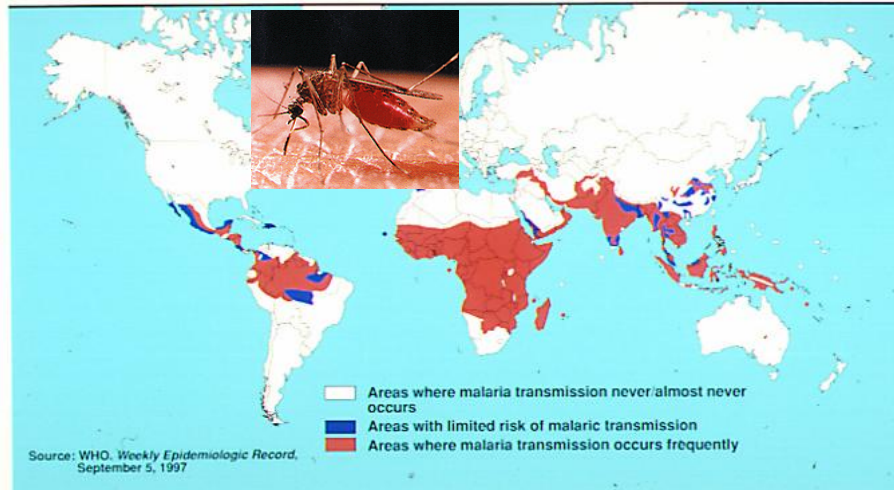 Areas where malaria transmission never/almost never
occurs
Areas with limited risk of malaric transmission
Areas where malaria transmission occurs frequently
Source: WHO. Weekly Epidemiologic Record,
September 5, 1997